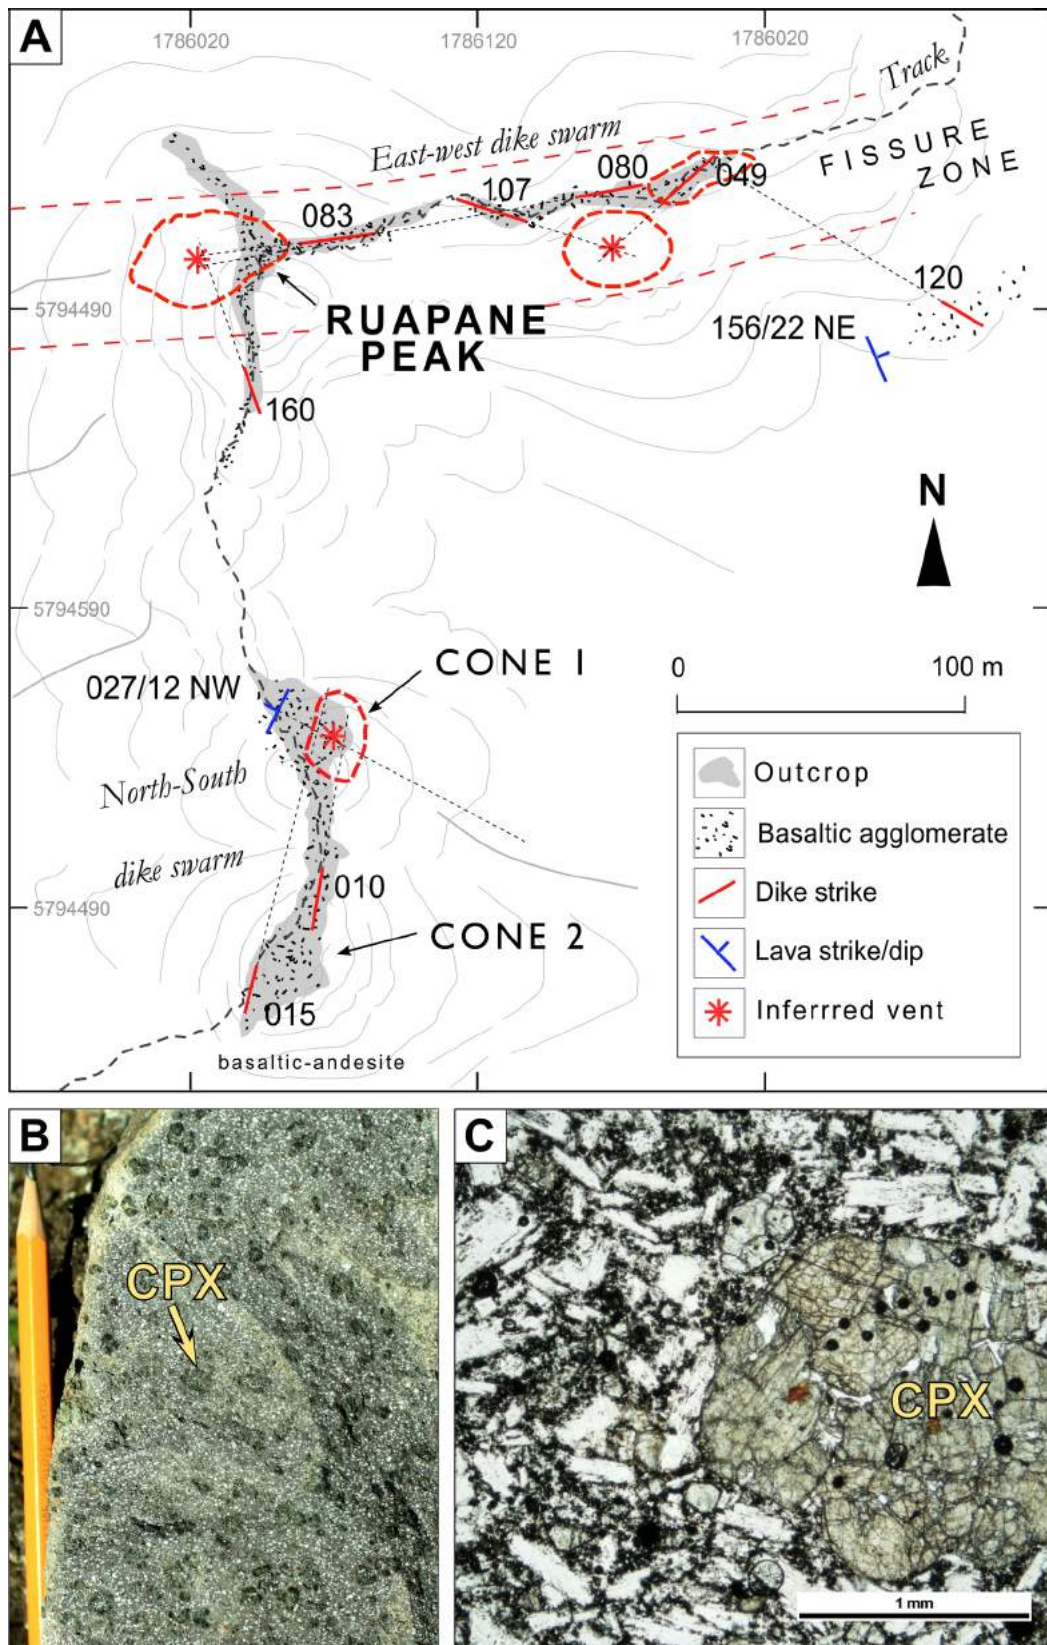 A
1786020
1786120
1786020
Track
East-west dike swarm
FISSURE
ZONE
080
049
107
083
120
5794490
RUAPANE
PEAK
156/22 NE
160
N
5794590
CONE 1
027/12 NW
0
100 m
North-South
dike swarm
Outcrop
Basaltic agglomerate
Dike strike
Lava strike/dip
Inferrred vent
010
5794490
CONE 2
015
basaltic-andesite
B
CPX
C
CPX
1 mm